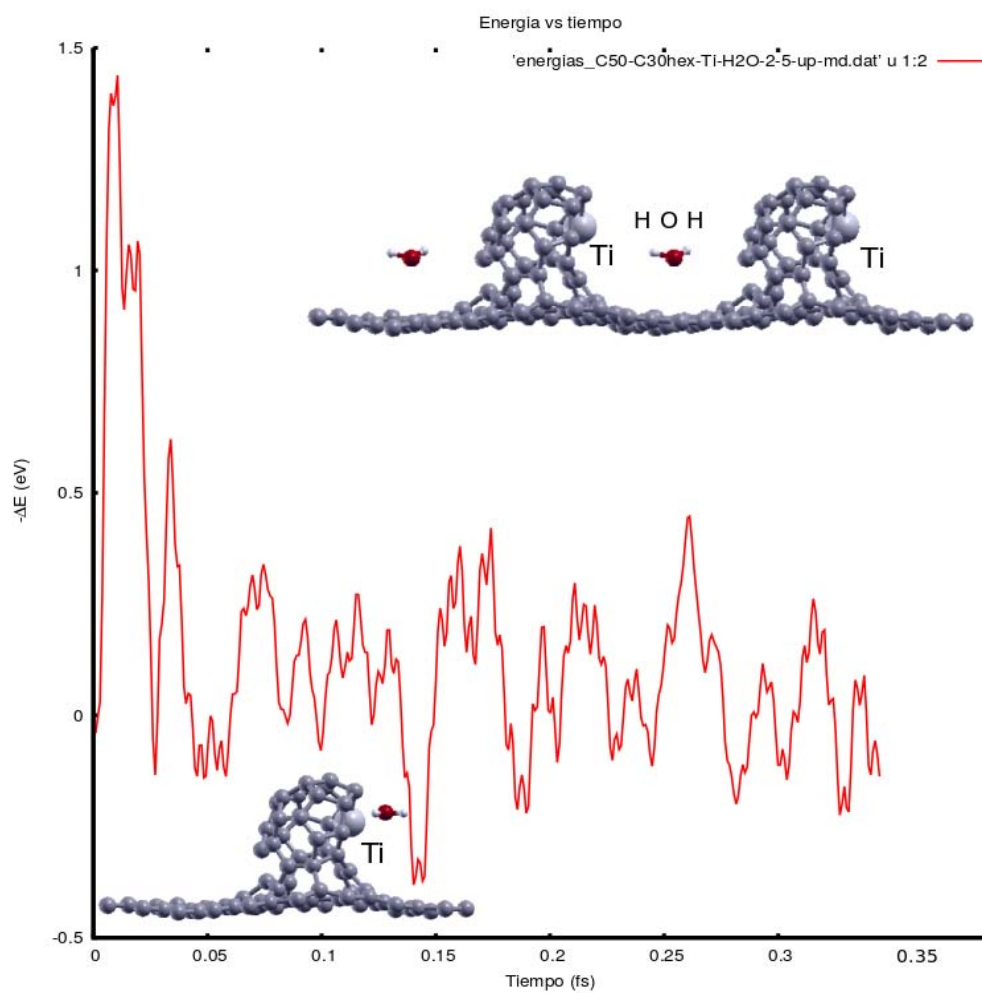 Energia vs tiempo
'energias_C50-C30hex-Ti-H2O-2-5-up-md.dat' u 1:2
1.5
H O H
Ti
Ti
1
0.5
-ΔE (eV)
0
Ti
-0.5
0 0.05 0.1 0.15 0.2 0.25 0.3 0.35
Tiempo (fs)